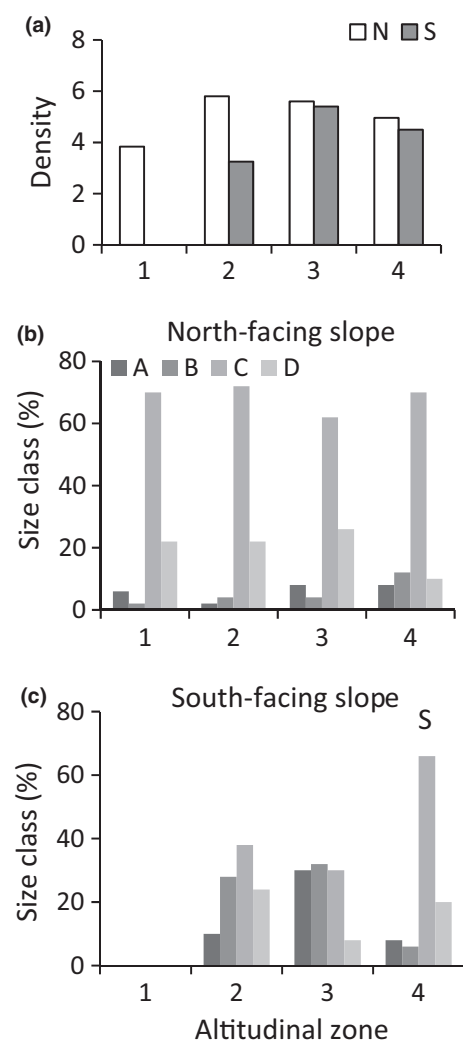 (a)
N S
8
6
4
2
0
Density
1 2 3 4
(b) North-facing slope
A B C D
80
60
40
20
0
Size class (%)
1 2 3 4
(c) South-facing slope
S
80
60
40
20
0
Size class (%)
1 2 3 4
Altitudinal zone